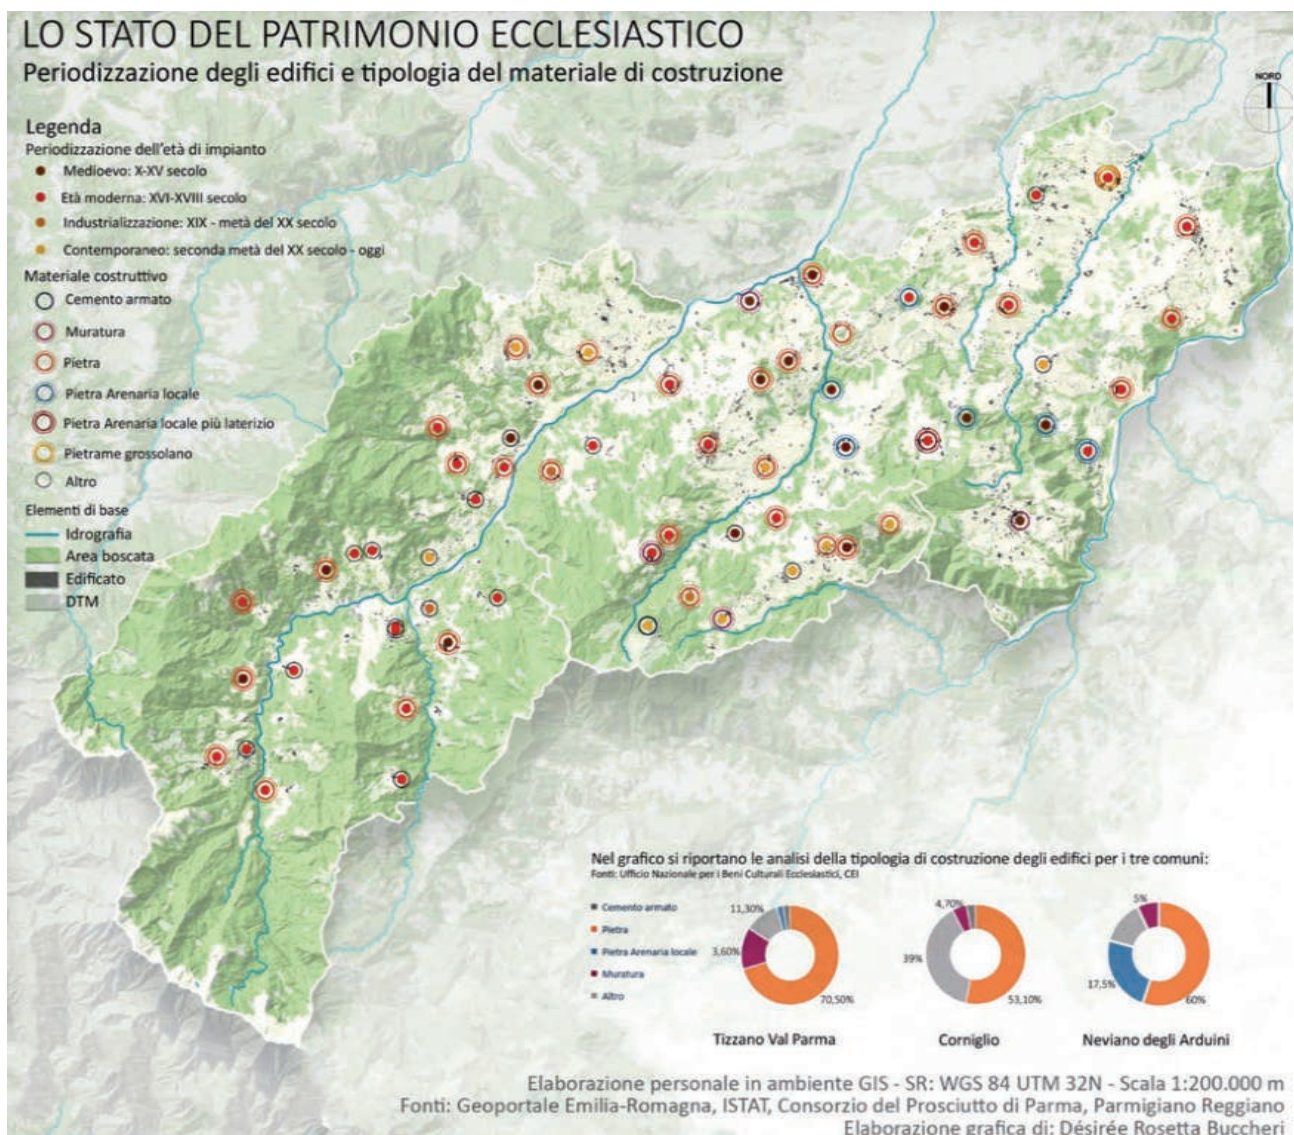 LO STATO DEL PATRIMONIO ECCLESIASTICO
Periodizzazione degli edifici e tipologia del materiale di costruzione
NORD
Legenda
Periodizzazione dell'età di impianto
Medioevo: X-XV secolo
Età moderna: XVI-XVIII secolo
Industrializzazione: XIX - metà del XX secolo
Contemporaneo: seconda metà del XX secolo - oggi
Materiale costruttivo
Cemento armato
Muratura
Pietra
Pietra Arenaria locale
Pietra Arenaria locale più laterizio
Pietrame grossolano
Altro
Elementi di base
Idrografia
Area boscata
Edificato
DTM
Nel grafico si riportano le analisi della tipologia di costruzione degli edifici per i tre comuni:
Fonti: Ufficio Nazionale per i Beni Culturali Ecclesiastici, CEI
Cemento armato
Pietra
Pietra Arenaria locale
Muratura
Altro
11,30%
3,60%
70,50%
Tizzano Val Parma
4,70%
39%
53,10%
Corniglio
5%
17,5%
60%
Neviano degli Arduini
Elaborazione personale in ambiente GIS - SR: WGS 84 UTM 32N - Scala 1:200.000 m
Fonti: Geoportale Emilia-Romagna, ISTAT, Consorzio del Prosciutto di Parma, Parmigiano Reggiano
Elaborazione grafica di: Désirée Rosetta Buccheri